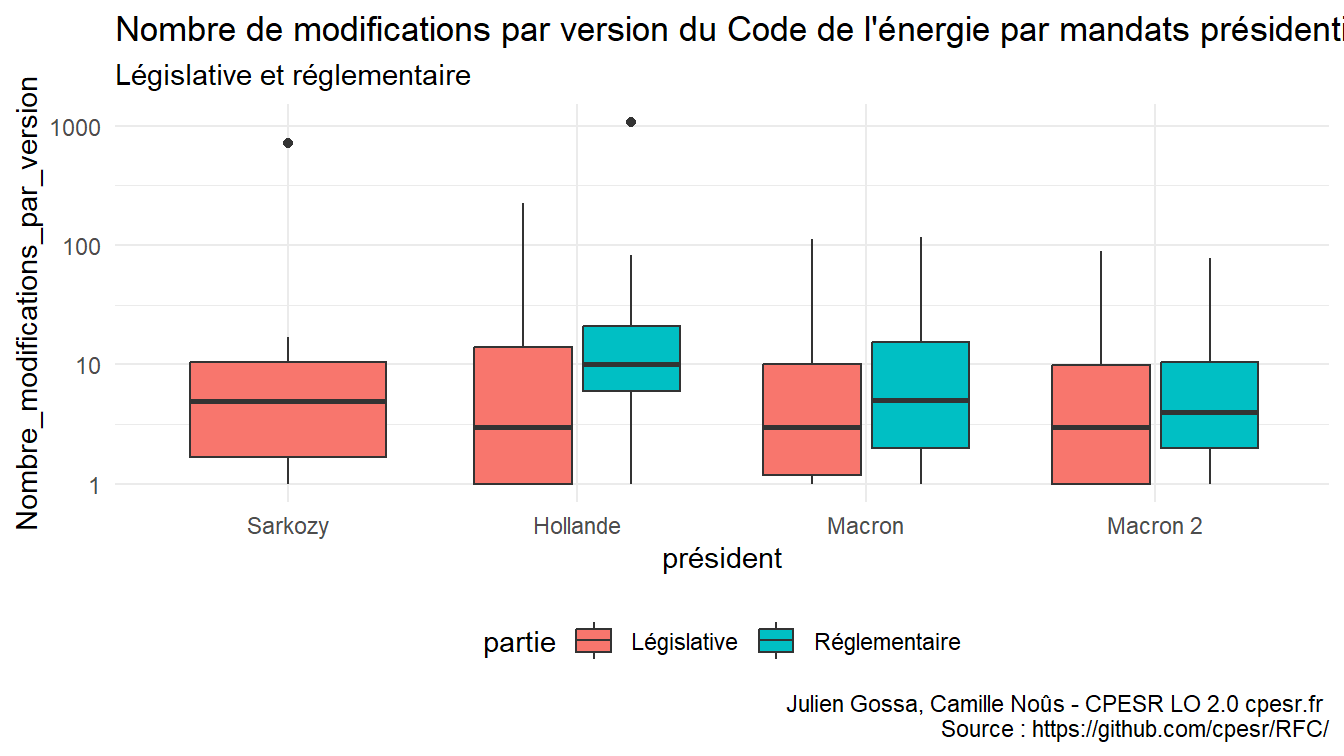 Nombre de modifications par version du Code de l'énergie par mandats présidenti
Législative et réglementaire
Nombre_modifications_par_version
1000
100
10
1
Sarkozy
Hollande
Macron
Macron 2
président
partie
Législative
Réglementaire
Julien Gossa, Camille Noûs - CPESR LO 2.0 cpesr.fr
Source : https://github.com/cpesr/RFC/